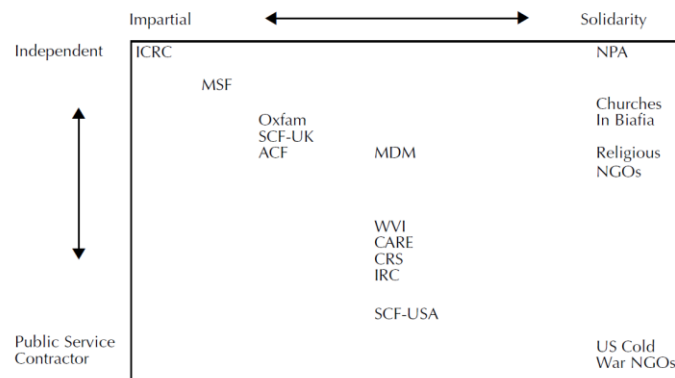 Impartial
Solidarity
Independent
ICRC
NPA
MSF
Churches
In Biafia
Oxfam
SCF-UK
ACF
MDM
Religious
NGOs
WVI
CARE
CRS
IRC
SCF-USA
Public Service
Contractor
US Cold
War NGOs